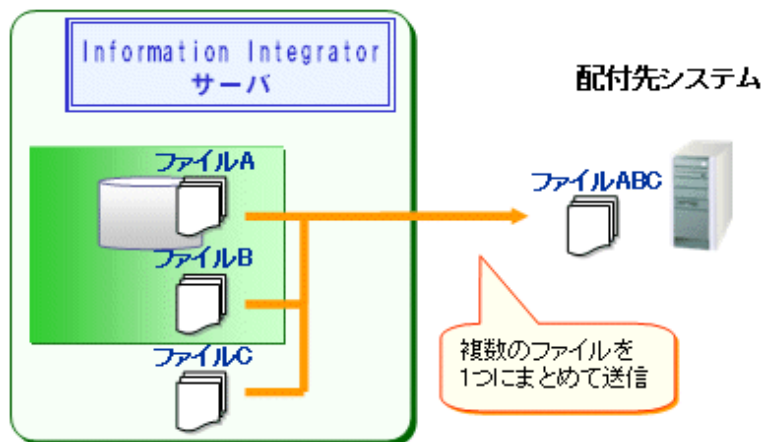 Information Integrator
サーバ
配付先システム
ファイルA
ファイルABC
ファイルB
ファイルC
複数のファイルを
1つにまとめて送信